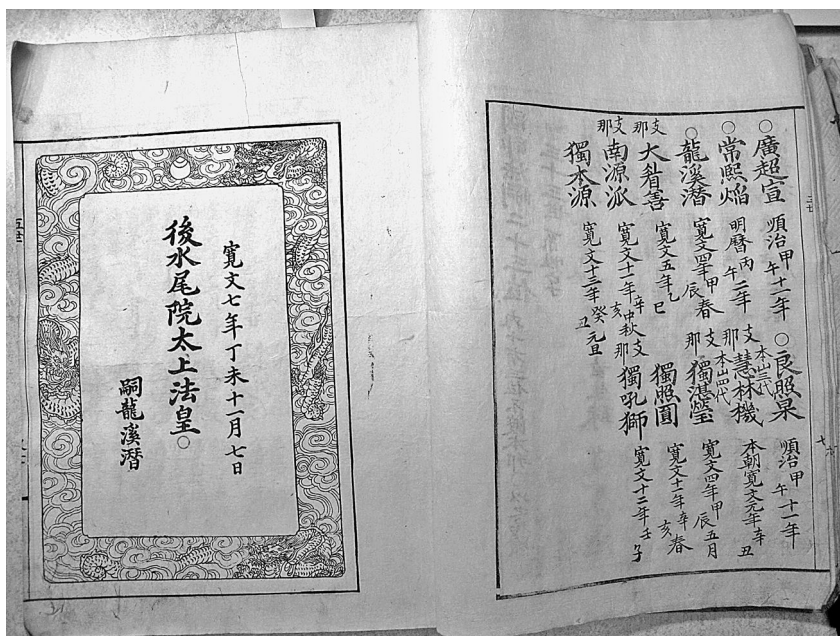 ○廣超宣 順治甲午十一年 ○良照杲 順治甲午十一年
○常熙焰 明曆丙申二年 支那 本山三代 慧林機 本朝寛文元年辛丑
○龍溪潛 寛文四年甲辰春 支那 本山四代 獨湛瑩 寛文四年甲辰五月
支那 大眷善 寛文五年乙巳 獨照圓 寛文十一年辛亥春
支那 南源派 寛文十一年辛亥中秋 支那 獨吼獅 寛文十二年壬子
獨本源 寛文十三年癸丑元旦
寛文七年丁未十一月七日
後水尾院太上法皇○
嗣龍溪潛